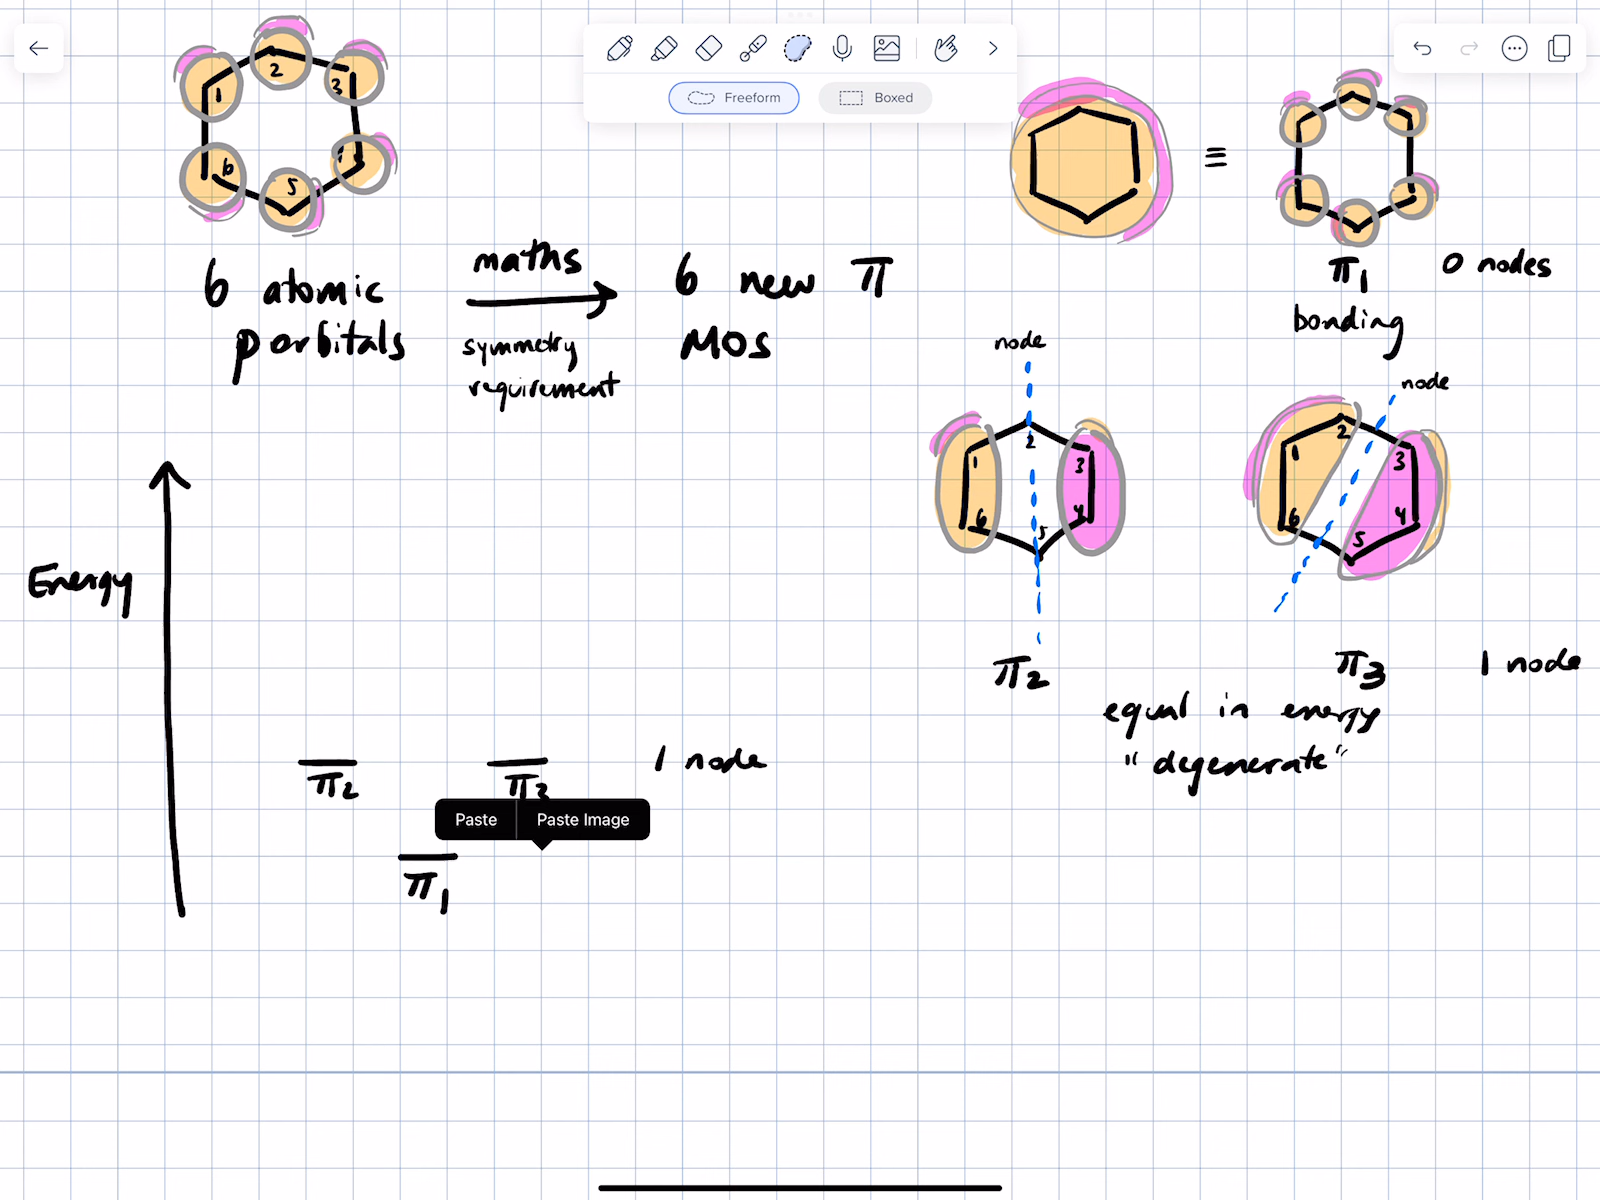 Freeform
Boxed
1
2
3
6
5
6 atomic
p orbitals
maths
symmetry
requirement
6 new π
MOs
≡
π1
0 nodes
bonding
node
1
2
3
6
5
4
π2
node
1
2
3
6
5
4
π3
1 node
equal in energy
"degenerate"
Energy
π2
π3
1 node
Paste
Paste Image
π1